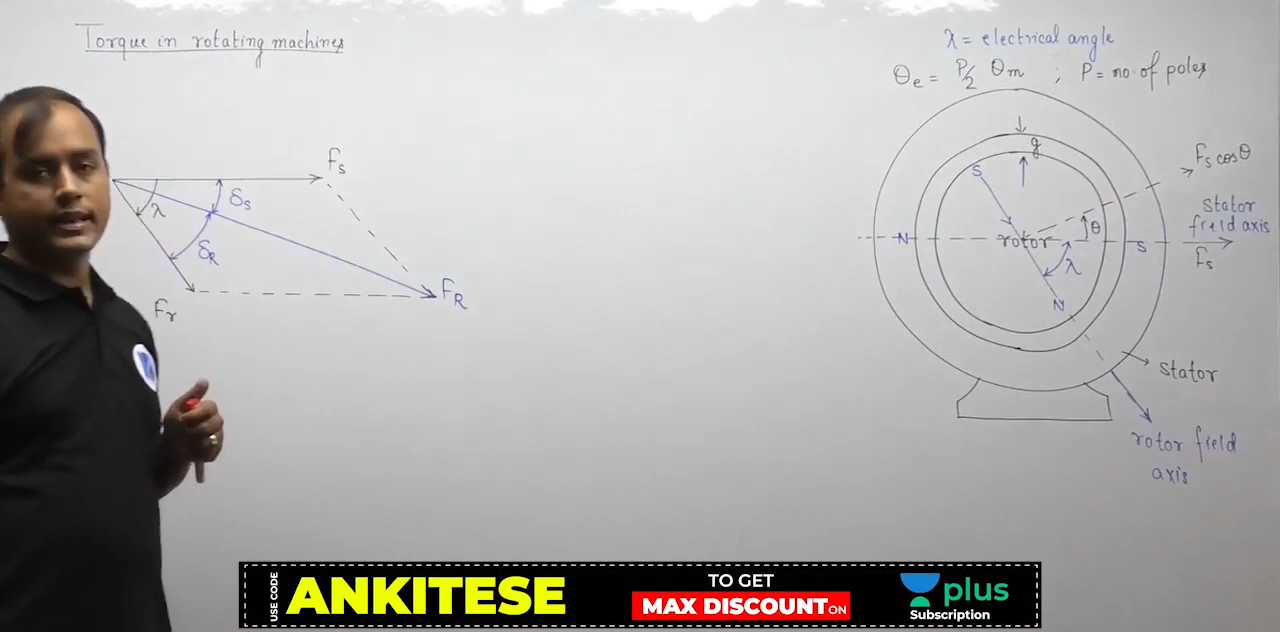 Torque in rotating machines
λ = electrical angle
θe = P/2 θm ; P = no. of poles
Fs
δs
λ
δR
Fr
FR
g
S
rotor
θ
λ
N
S
N
Fs cosθ
stator
field axis
Fs
stator
rotor field
axis
USE CODE
ANKITESE
TO GET
MAX DISCOUNT ON
plus
Subscription